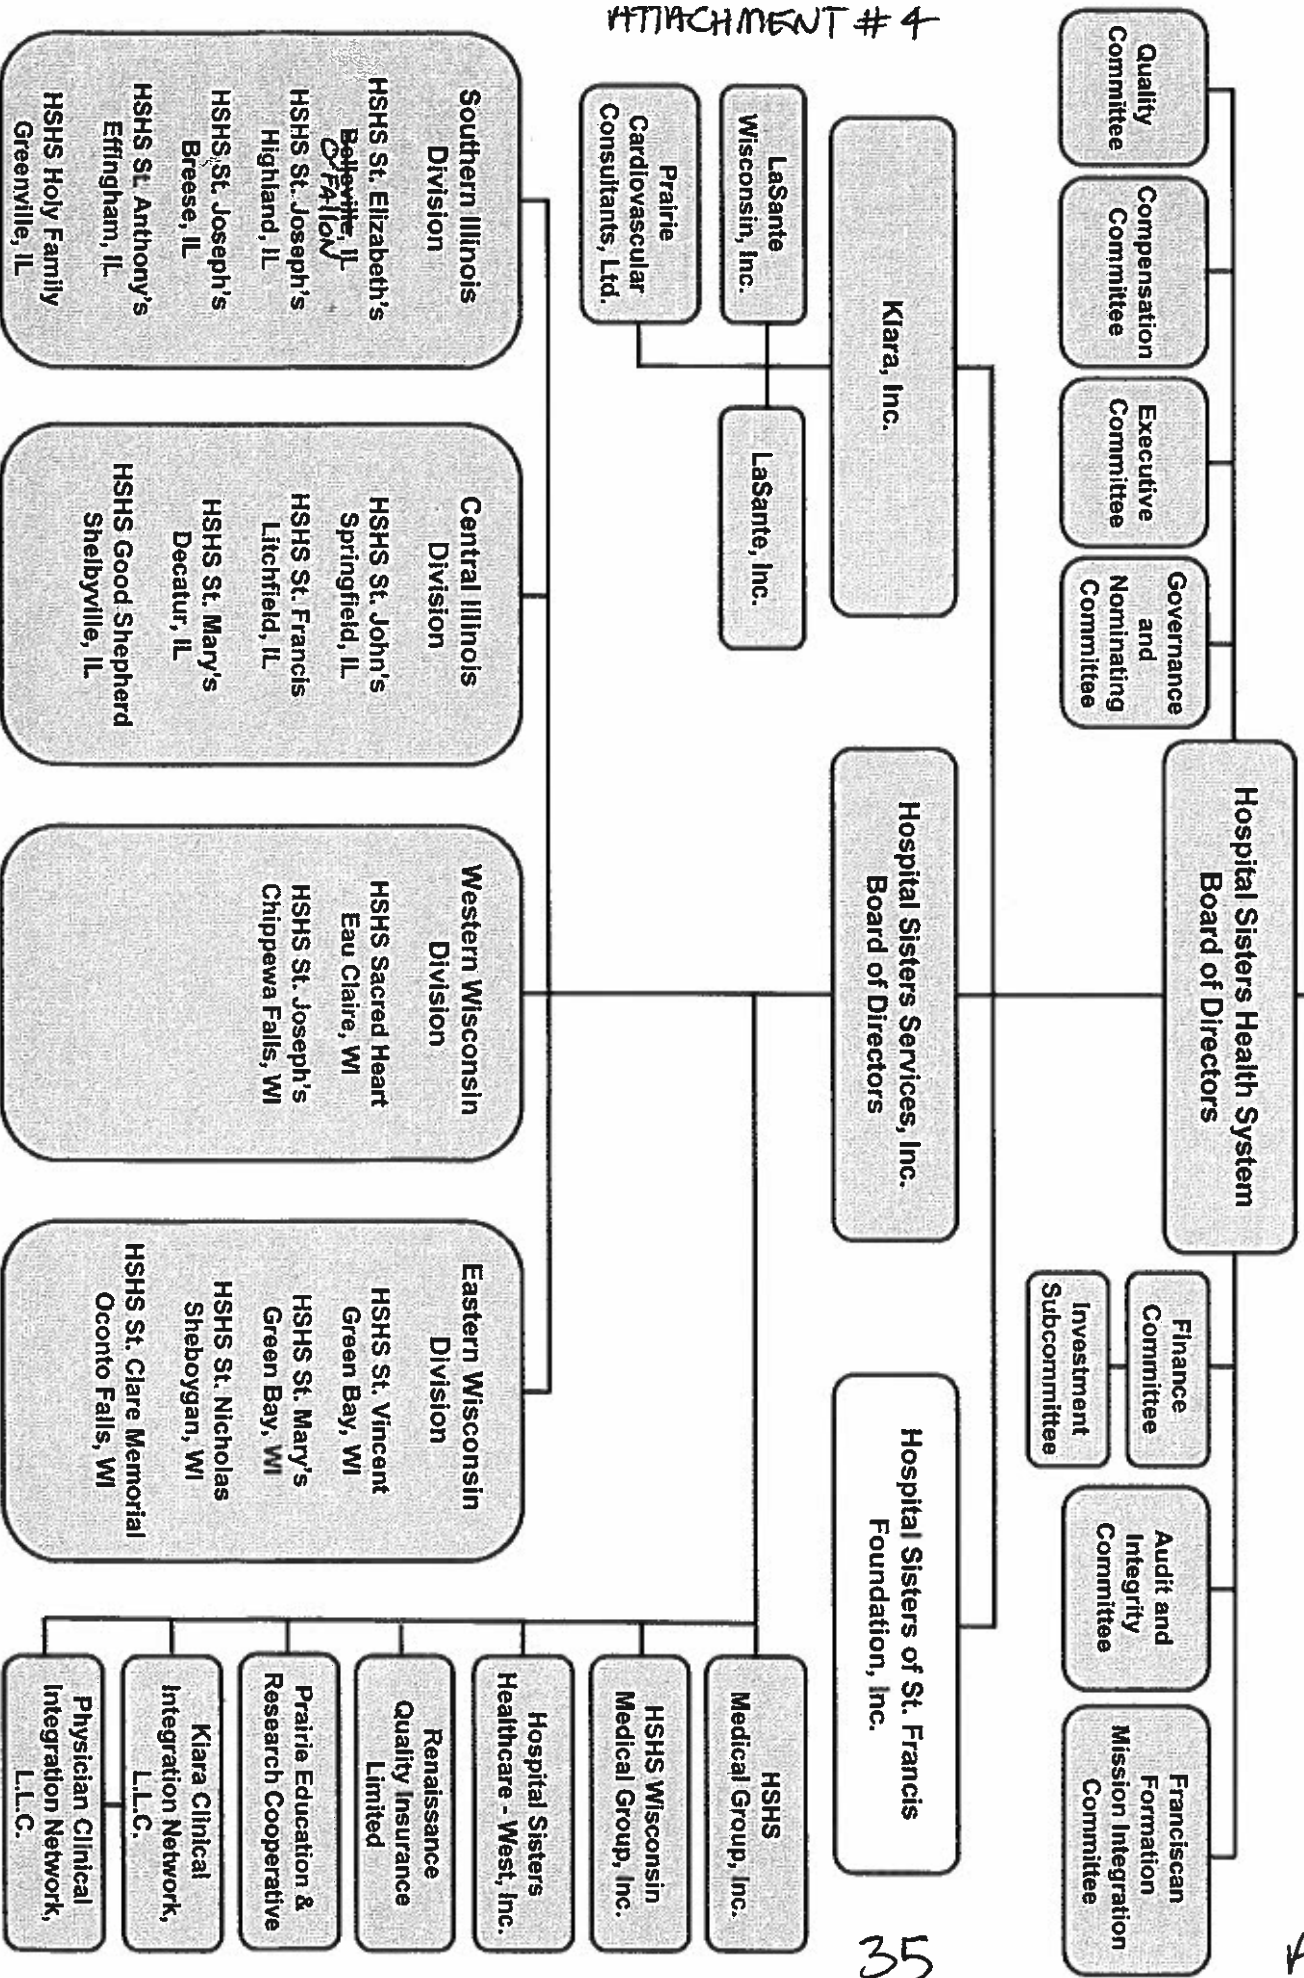 Hospital Sisters Health System
Board of Directors
Quality
Committee
Compensation
Committee
Executive
Committee
Governance
and
Nominating
Committee
Finance
Committee
Investment
Subcommittee
Audit and
Integrity
Committee
Franciscan
Formation
Mission Integration
Committee
Kiara, Inc.
LaSante
Wisconsin, Inc.
LaSante, Inc.
Prairie
Cardiovascular
Consultants, Ltd.
Hospital Sisters Services, Inc.
Board of Directors
Hospital Sisters of St. Francis
Foundation, Inc.
HSHS
Medical Group, Inc.
HSHS Wisconsin
Medical Group, Inc.
Hospital Sisters
Healthcare - West, Inc.
Renaissance
Quality Insurance
Limited
Prairie Education &
Research Cooperative
Kiara Clinical
Integration Network,
L.L.C.
Physician Clinical
Integration Network,
L.L.C.
Southern Illinois
Division
HSHS St. Elizabeth's
Belleville, IL
O'FAllON
HSHS St. Joseph's
Highland, IL
HSHS St. Joseph's
Breese, IL
HSHS St. Anthony's
Effingham, IL
HSHS Holy Family
Greenville, IL
Central Illinois
Division
HSHS St. John's
Springfield, IL
HSHS St. Francis
Litchfield, IL
HSHS St. Mary's
Decatur, IL
HSHS Good Shepherd
Shelbyville, IL
Western Wisconsin
Division
HSHS Sacred Heart
Eau Claire, WI
HSHS St. Joseph's
Chippewa Falls, WI
Eastern Wisconsin
Division
HSHS St. Vincent
Green Bay, WI
HSHS St. Mary's
Green Bay, WI
HSHS St. Nicholas
Sheboygan, WI
HSHS St. Clare Memorial
Oconto Falls, WI
ATTACHMENT # 4
35